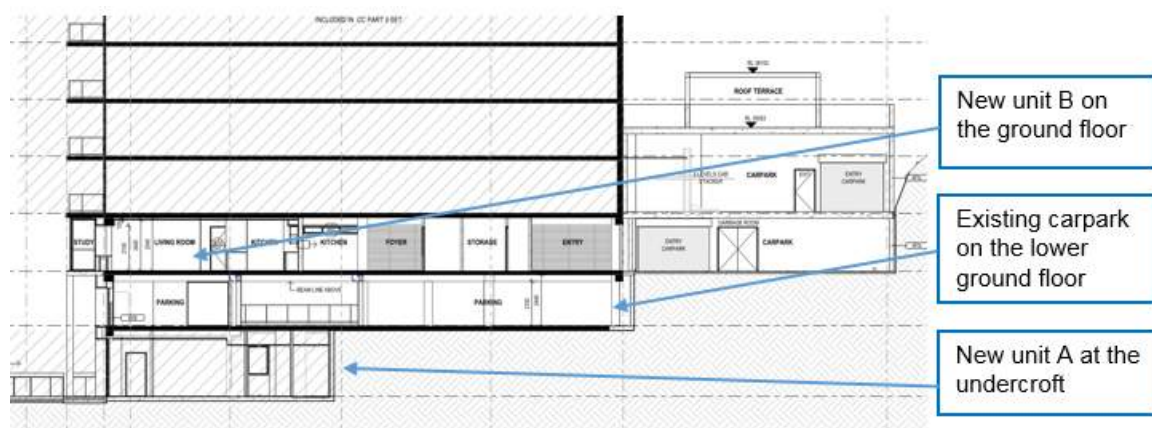 INCLUDED IN CC PART 3 SET.
ROOF TERRACE
New unit B on
the ground floor
CARPARK
ENTRY
CARPARK
STUDY
LIVING ROOM
KITCHEN
KITCHEN
FOYER
STORAGE
ENTRY
ENTRY
CARPARK
GARBAGE ROOM
CARPARK
Existing carpark
on the lower
ground floor
PARKING
BEAM LINE ABOVE
PARKING
New unit A at the
undercroft